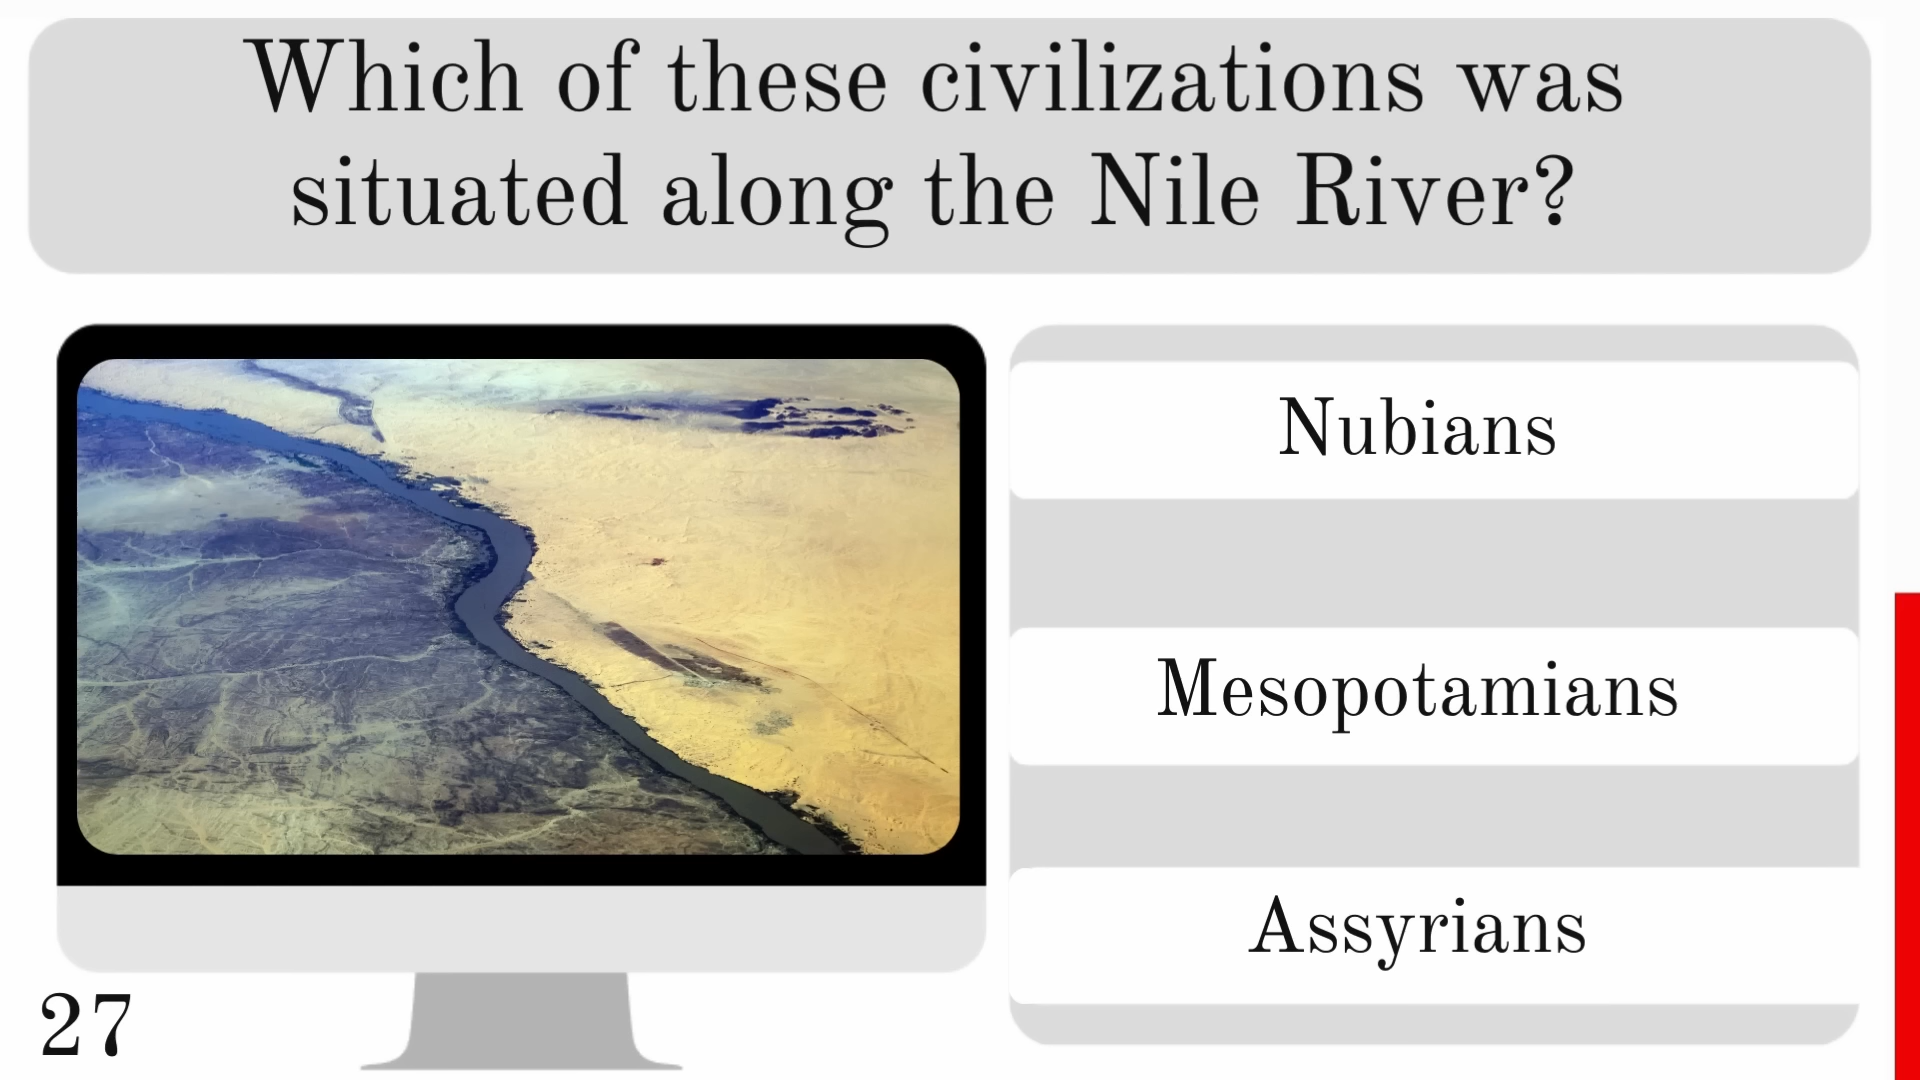 Which of these civilizations was
situated along the Nile River?
Nubians
Mesopotamians
Assyrians
27